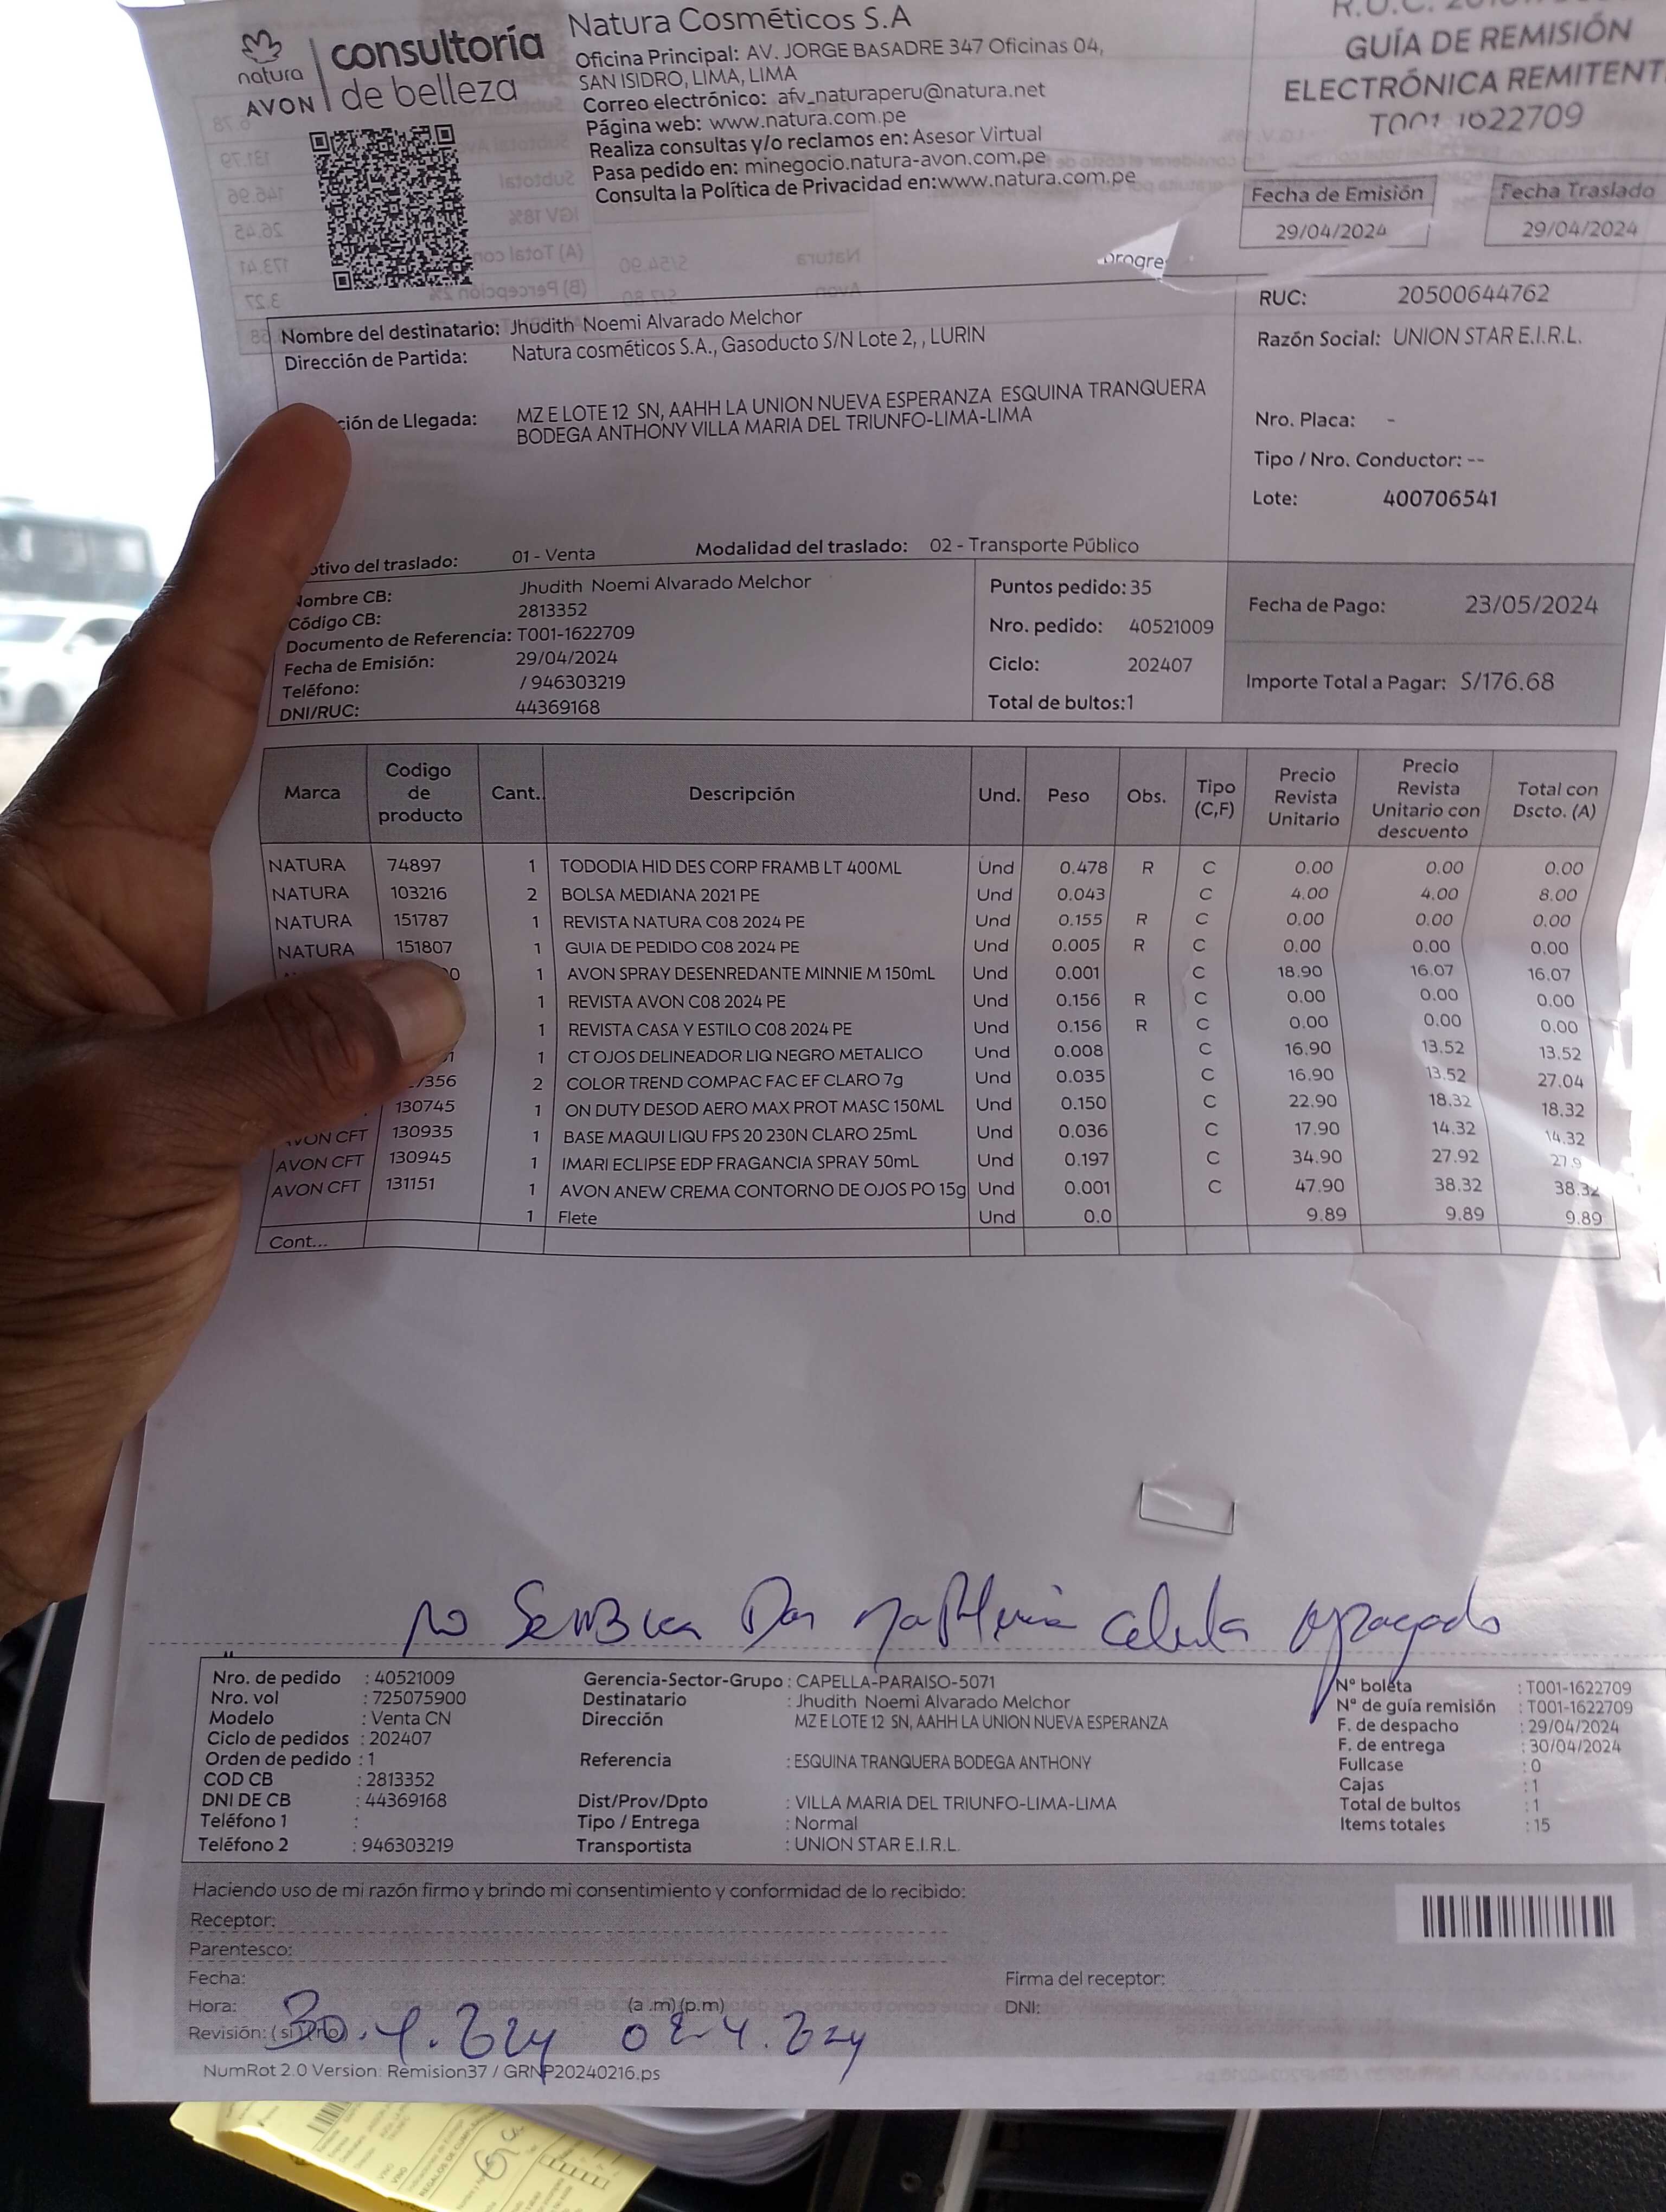 natura
AVON
consultoría
de belleza
Natura Cosméticos S.A
Oficina Principal: AV. JORGE BASADRE 347 Oficinas 04,
SAN ISIDRO, LIMA, LIMA
Correo electrónico: afv_naturaperu@natura.net
Página web: www.natura.com.pe
Realiza consultas y/o reclamos en: Asesor Virtual
Pasa pedido en: minegocio.natura-avon.com.pe
Consulta la Política de Privacidad en:www.natura.com.pe
GUÍA DE REMISIÓN
ELECTRÓNICA REMITENT
T001 1622709
Fecha de Emisión Fecha Traslado
29/04/2024 29/04/2024
progre
Nombre del destinatario: Jhudith Noemi Alvarado Melchor
Dirección de Partida: Natura cosméticos S.A., Gasoducto S/N Lote 2, , LURIN
ción de Llegada: MZ E LOTE 12 SN, AAHH LA UNION NUEVA ESPERANZA ESQUINA TRANQUERA
BODEGA ANTHONY VILLA MARIA DEL TRIUNFO-LIMA-LIMA
RUC: 20500644762
Razón Social: UNION STAR E.I.R.L.
Nro. Placa: -
Tipo / Nro. Conductor: --
Lote: 400706541
otivo del traslado: 01 - Venta Modalidad del traslado: 02 - Transporte Público
Nombre CB: Jhudith Noemi Alvarado Melchor
Código CB: 2813352
Documento de Referencia: T001-1622709
Fecha de Emisión: 29/04/2024
Teléfono: / 946303219
DNI/RUC: 44369168
Puntos pedido: 35
Nro. pedido: 40521009
Ciclo: 202407
Total de bultos:1
Fecha de Pago: 23/05/2024
Importe Total a Pagar: S/176.68
Marca Codigo de producto Cant. Descripción Und. Peso Obs. Tipo (C,F) Precio Revista Unitario Precio Revista Unitario con descuento Total con Dscto. (A)
NATURA 74897 1 TODODIA HID DES CORP FRAMB LT 400ML Und 0.478 R C 0.00 0.00 0.00
NATURA 103216 2 BOLSA MEDIANA 2021 PE Und 0.043 C 4.00 4.00 8.00
NATURA 151787 1 REVISTA NATURA C08 2024 PE Und 0.155 R C 0.00 0.00 0.00
NATURA 151807 1 GUIA DE PEDIDO C08 2024 PE Und 0.005 R C 0.00 0.00 0.00
1 AVON SPRAY DESENREDANTE MINNIE M 150mL Und 0.001 C 18.90 16.07 16.07
1 REVISTA AVON C08 2024 PE Und 0.156 R C 0.00 0.00 0.00
1 REVISTA CASA Y ESTILO C08 2024 PE Und 0.156 R C 0.00 0.00 0.00
1 CT OJOS DELINEADOR LIQ NEGRO METALICO Und 0.008 C 16.90 13.52 13.52
7356 2 COLOR TREND COMPAC FAC EF CLARO 7g Und 0.035 C 16.90 13.52 27.04
130745 1 ON DUTY DESOD AERO MAX PROT MASC 150ML Und 0.150 C 22.90 18.32 18.32
AVON CFT 130935 1 BASE MAQUI LIQU FPS 20 230N CLARO 25mL Und 0.036 C 17.90 14.32 14.32
AVON CFT 130945 1 IMARI ECLIPSE EDP FRAGANCIA SPRAY 50mL Und 0.197 C 34.90 27.92 27.9
AVON CFT 131151 1 AVON ANEW CREMA CONTORNO DE OJOS PO 15g Und 0.001 C 47.90 38.32 38.32
1 Flete Und 0.0 9.89 9.89 9.89
Cont...
no Se
Nro. de pedido : 40521009
Nro. vol : 725075900
Modelo : Venta CN
Ciclo de pedidos : 202407
Orden de pedido : 1
COD CB : 2813352
DNI DE CB : 44369168
Teléfono 1 :
Teléfono 2 : 946303219
Gerencia-Sector-Grupo : CAPELLA-PARAISO-5071
Destinatario : Jhudith Noemi Alvarado Melchor
Dirección MZ E LOTE 12 SN, AAHH LA UNION NUEVA ESPERANZA
Referencia : ESQUINA TRANQUERA BODEGA ANTHONY
Dist/Prov/Dpto : VILLA MARIA DEL TRIUNFO-LIMA-LIMA
Tipo / Entrega : Normal
Transportista : UNION STAR E.I.R.L.
N° boleta : T001-1622709
N° de guía remisión : T001-1622709
F. de despacho : 29/04/2024
F. de entrega : 30/04/2024
Fullcase : 0
Cajas : 1
Total de bultos : 1
Items totales : 15
Haciendo uso de mi razón firmo y brindo mi consentimiento y conformidad de lo recibido:
Receptor:
Parentesco:
Fecha:
Hora: (a .m) (p.m)
Revisión: ( si ) (no)
Firma del receptor:
DNI:
30.4.2024
NumRot 2.0 Version: Remision37 / GRNP20240216.ps